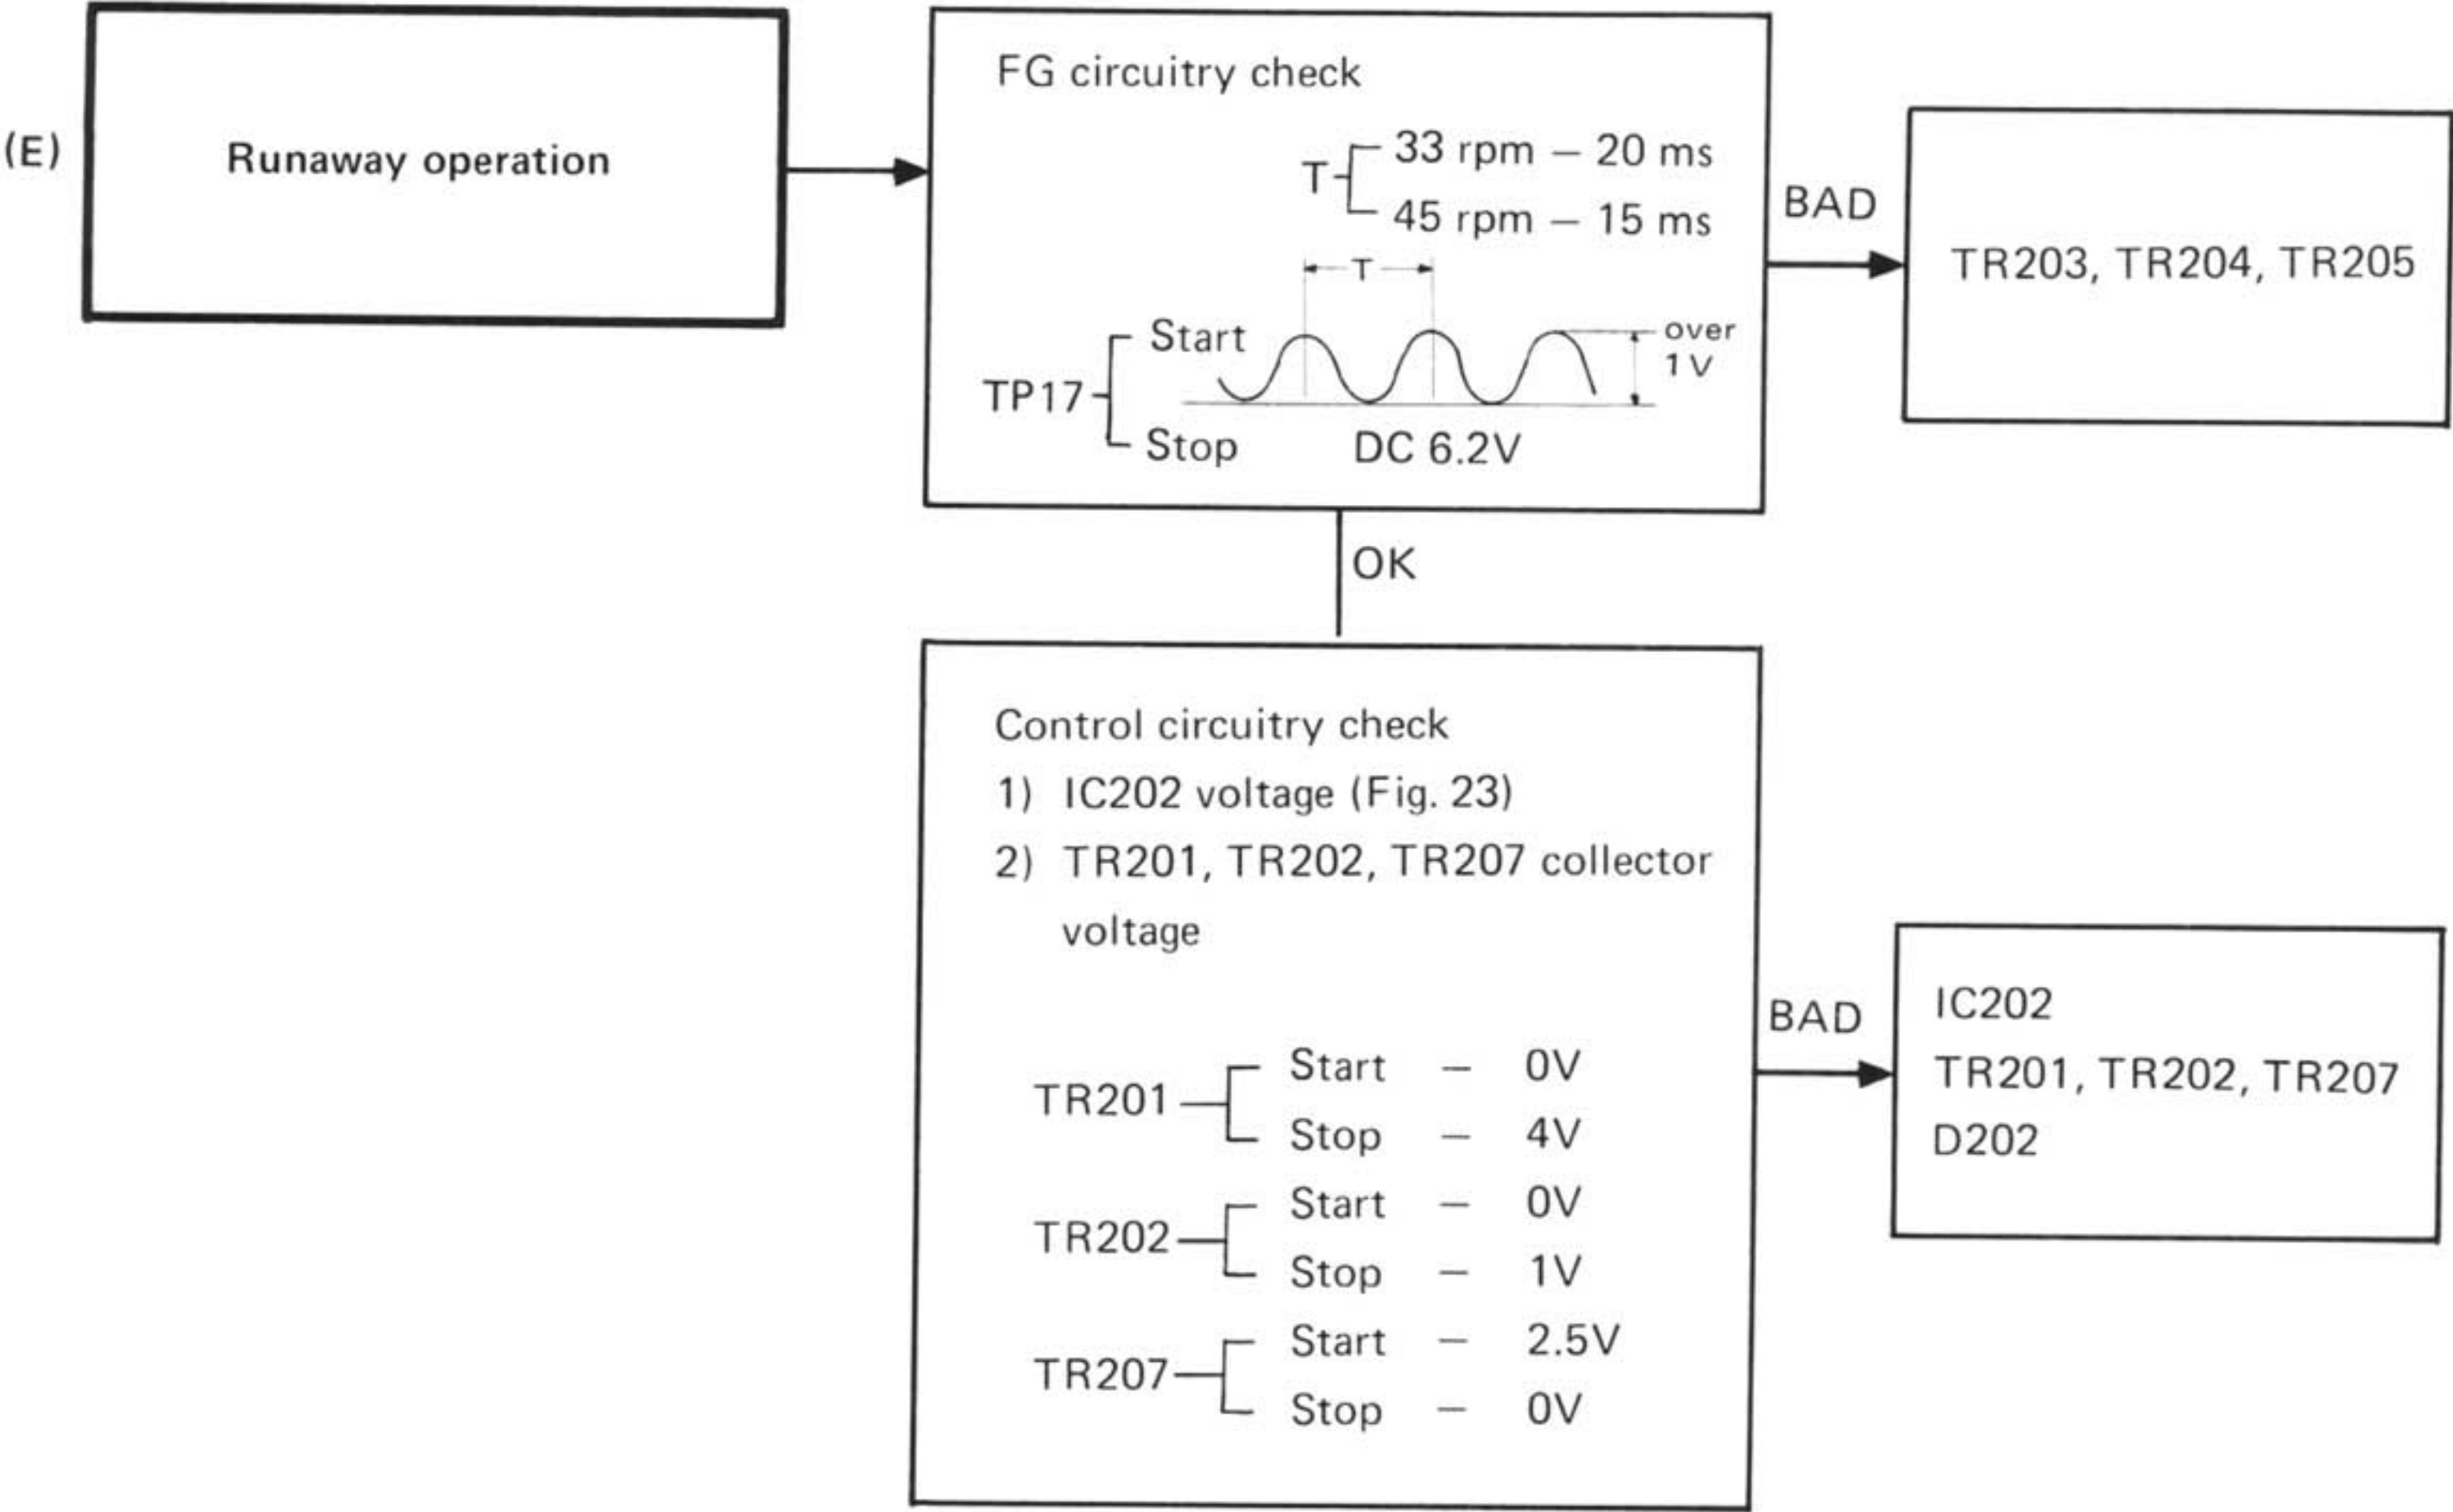 (E)
Runaway operation
FG circuitry check
T
33 rpm — 20 ms
45 rpm — 15 ms
T
TP17
Start
over
1V
Stop DC 6.2V
BAD
TR203, TR204, TR205
OK
Control circuitry check
1) IC202 voltage (Fig. 23)
2) TR201, TR202, TR207 collector
voltage
TR201
Start — 0V
Stop — 4V
TR202
Start — 0V
Stop — 1V
TR207
Start — 2.5V
Stop — 0V
BAD
IC202
TR201, TR202, TR207
D202